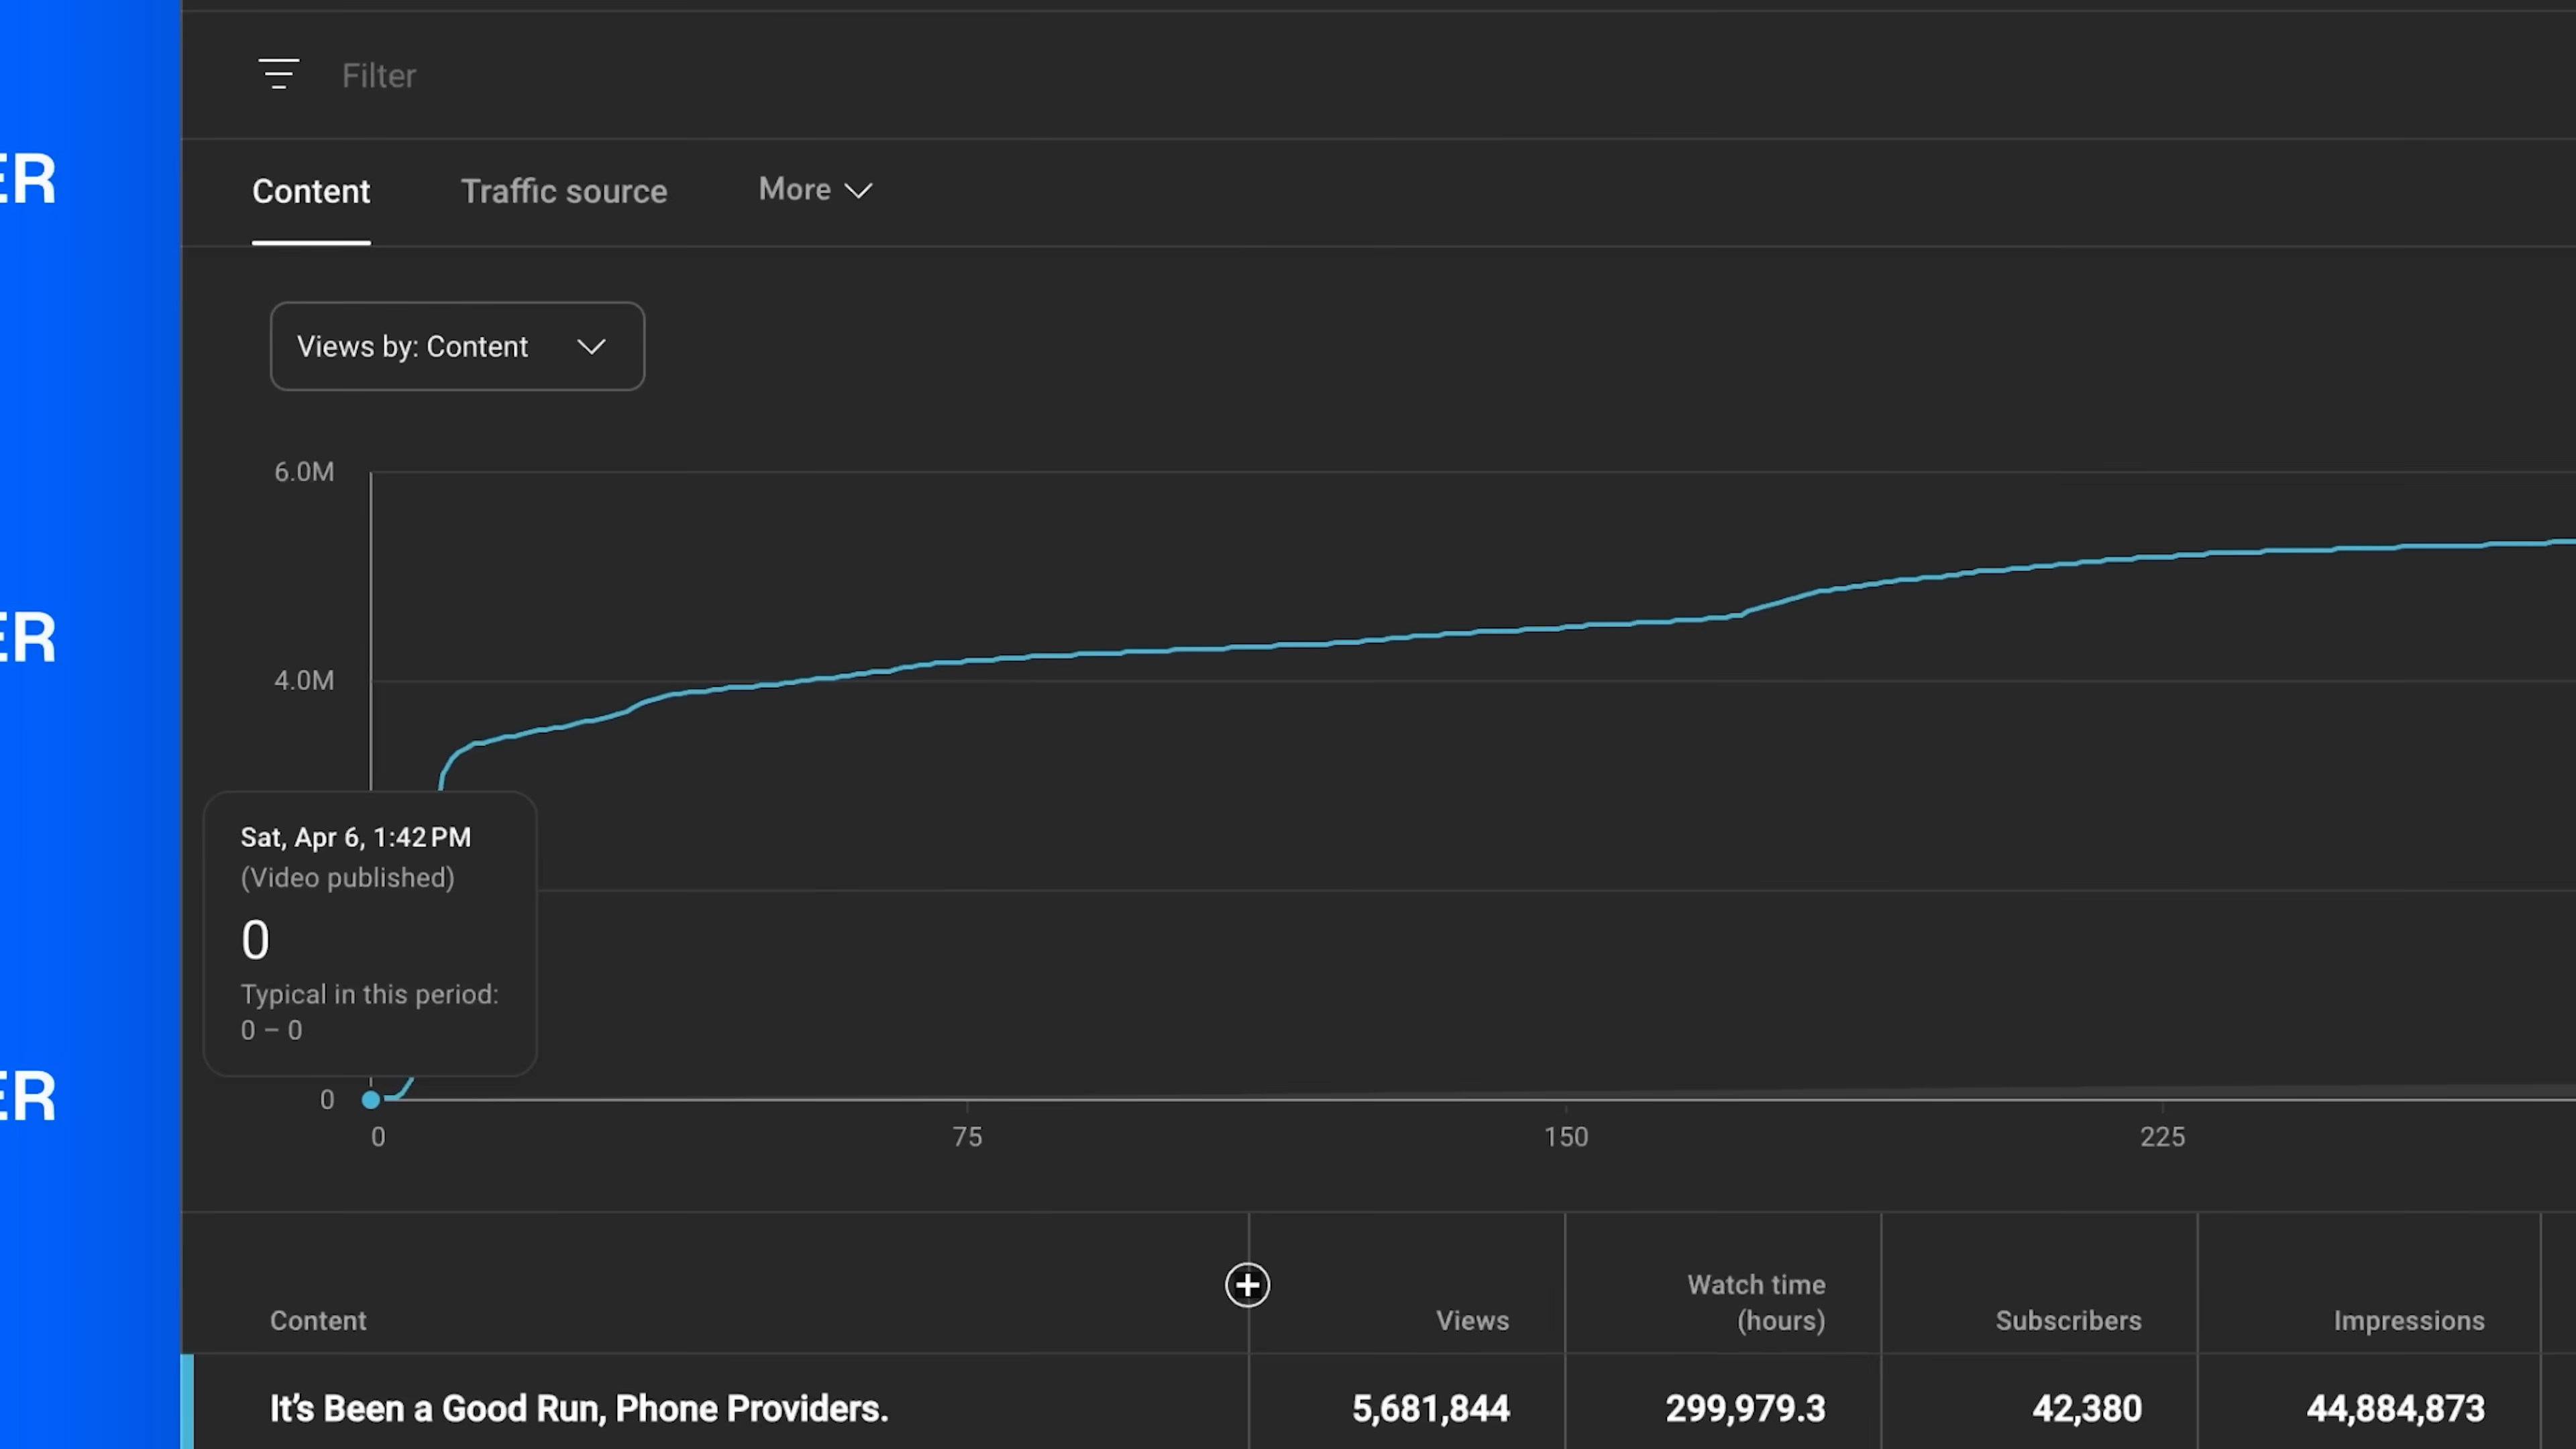 Filter
ER
Content Traffic source More
Views by: Content
6.0M
ER
4.0M
Sat, Apr 6, 1:42 PM
(Video published)
0
Typical in this period:
0 – 0
ER
0
0 75 150 225
Content Views Watch time (hours) Subscribers Impressions
It's Been a Good Run, Phone Providers. 5,681,844 299,979.3 42,380 44,884,873